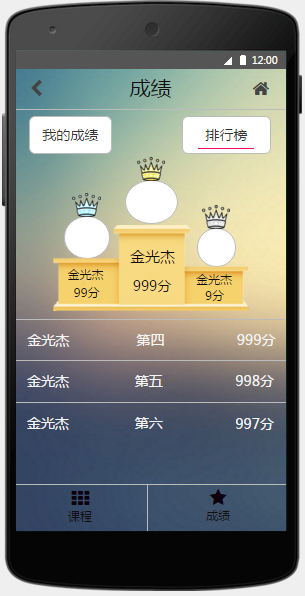 12:00
成绩
我的成绩 排行榜
金光杰
999分
金光杰
99分
金光杰
9分
金光杰 第四 999分
金光杰 第五 998分
金光杰 第六 997分
课程 成绩